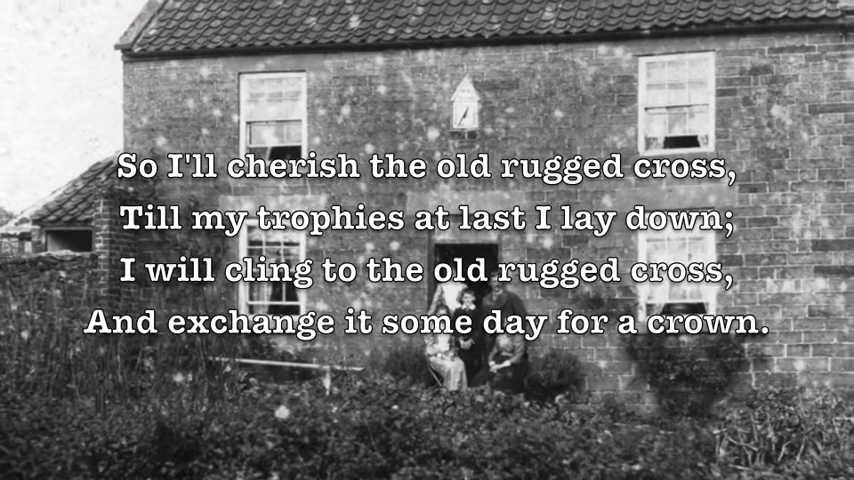 So I'll cherish the old rugged cross,
Till my trophies at last I lay down;
I will cling to the old rugged cross,
And exchange it some day for a crown.